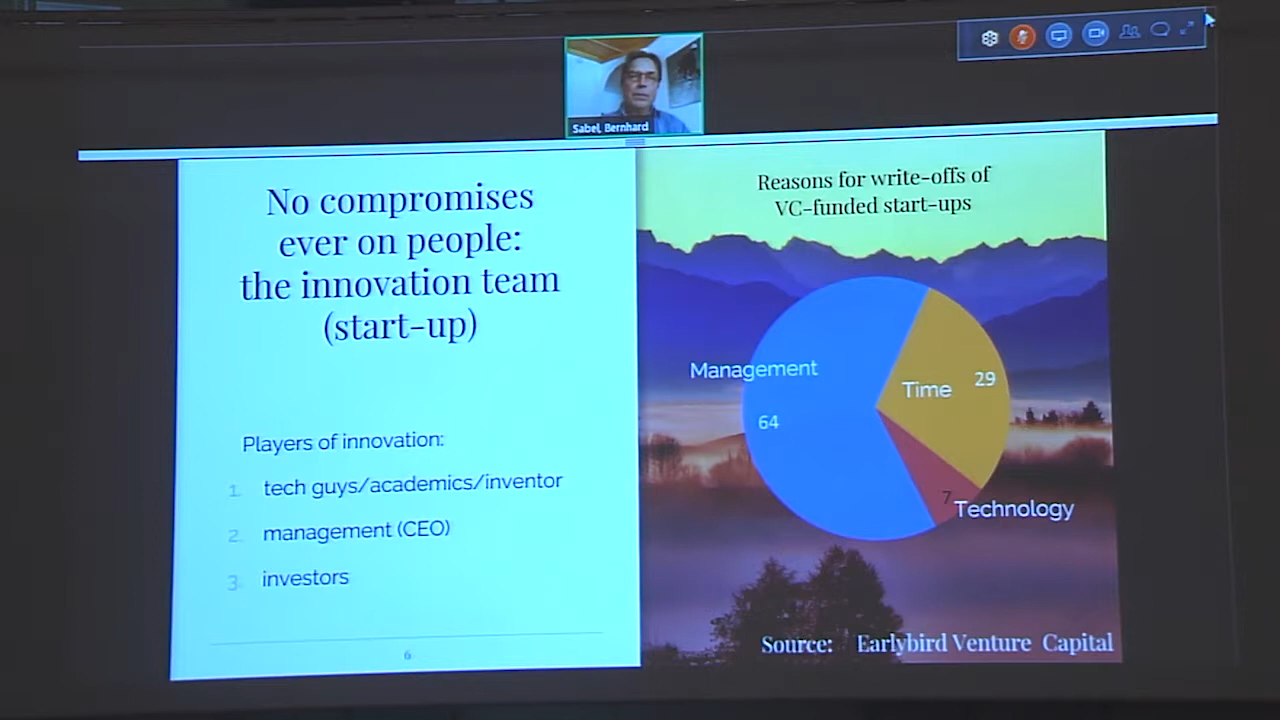 Sabel, Bernhard
No compromises
ever on people:
the innovation team
(start-up)
Players of innovation:
1. tech guys/academics/inventor
2. management (CEO)
3. investors
6
Reasons for write-offs of
VC-funded start-ups
Management
64
Time
29
7
Technology
Source: Earlybird Venture Capital